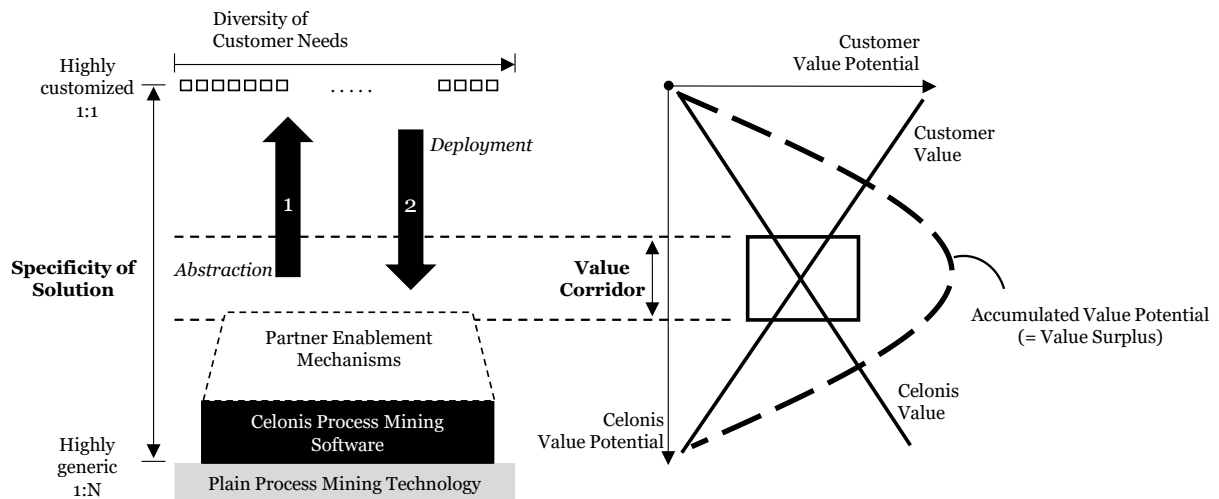 Diversity of
Customer Needs
Highly
customized
1:1
.....
Deployment
1
2
Abstraction
Specificity of
Solution
Partner Enablement
Mechanisms
Celonis Process Mining
Software
Highly
generic
1:N
Plain Process Mining Technology
Value
Corridor
Customer
Value Potential
Customer
Value
Accumulated Value Potential
(= Value Surplus)
Celonis
Value
Celonis
Value Potential